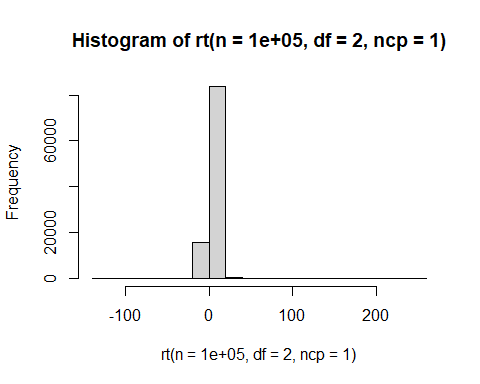 Histogram of rt(n = 1e+05, df = 2, ncp = 1)
Frequency
60000
20000
0
-100 0 100 200
rt(n = 1e+05, df = 2, ncp = 1)